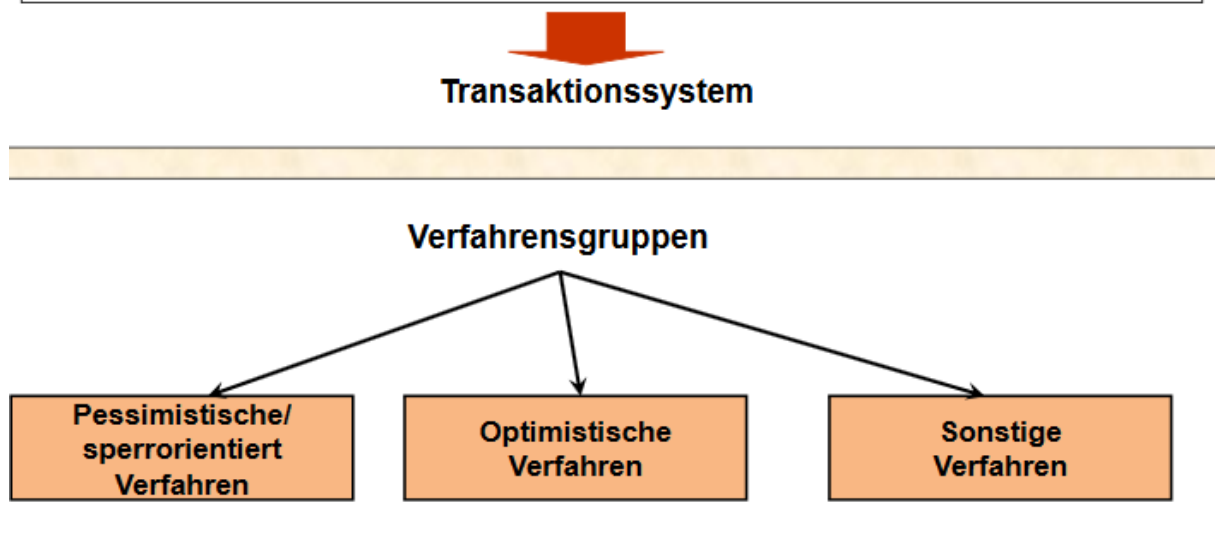 Transaktionssystem
Verfahrensgruppen
Pessimistische/
sperrorientiert
Verfahren
Optimistische
Verfahren
Sonstige
Verfahren